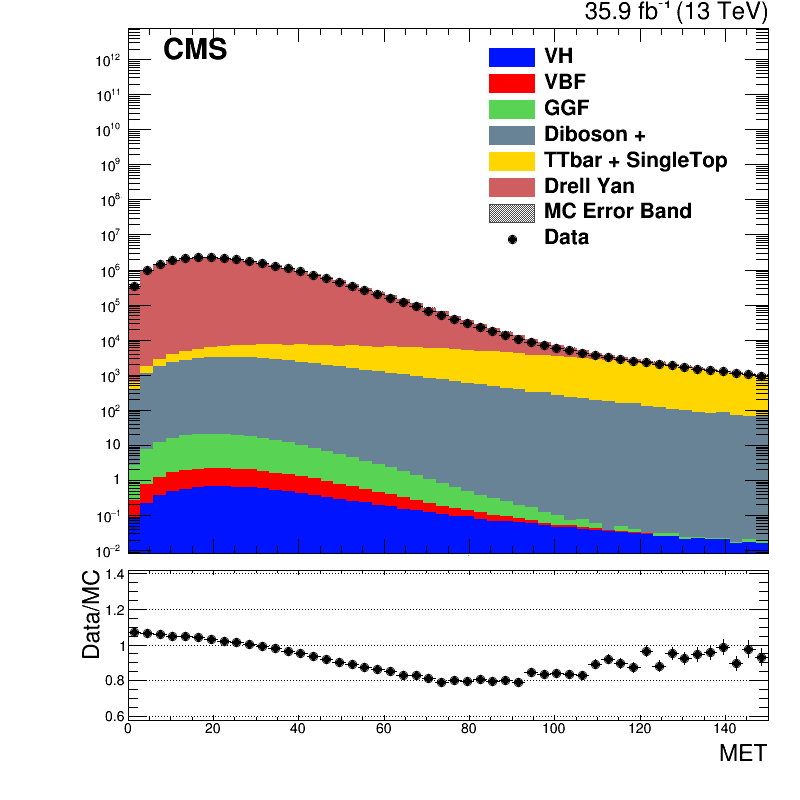 35.9 fb⁻¹ (13 TeV)
CMS
VH
VBF
GGF
Diboson +
TTbar + SingleTop
Drell Yan
MC Error Band
Data
10¹²
10¹¹
10¹⁰
10⁹
10⁸
10⁷
10⁶
10⁵
10⁴
10³
10²
10
1
10⁻¹
10⁻²
Data/MC
1.4
1.2
1
0.8
0.6
0 20 40 60 80 100 120 140
MET